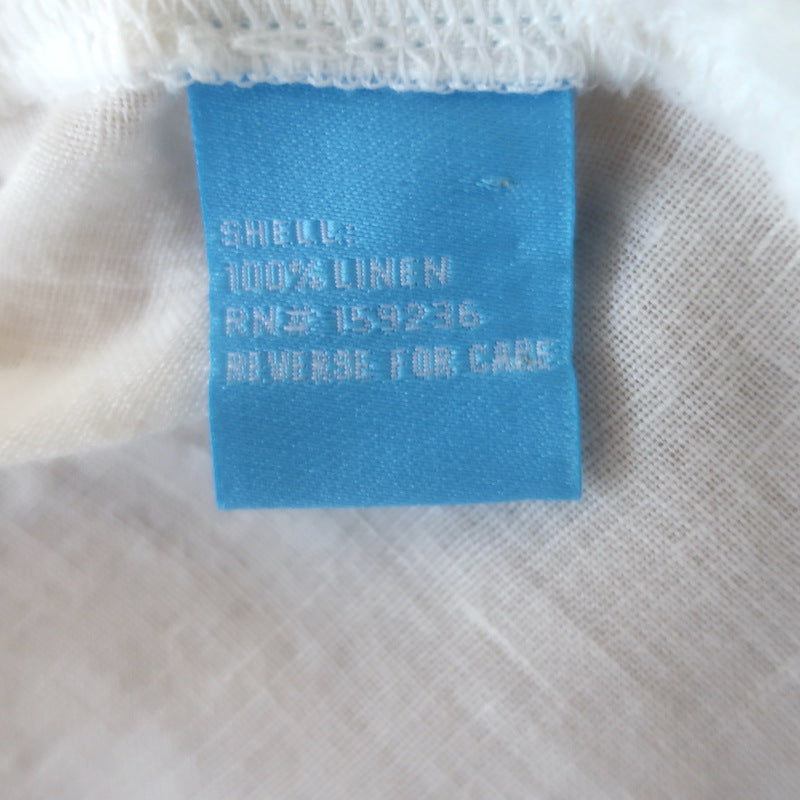 SHELL:
100% LINEN
RN# 159236
REVERSE FOR CARE